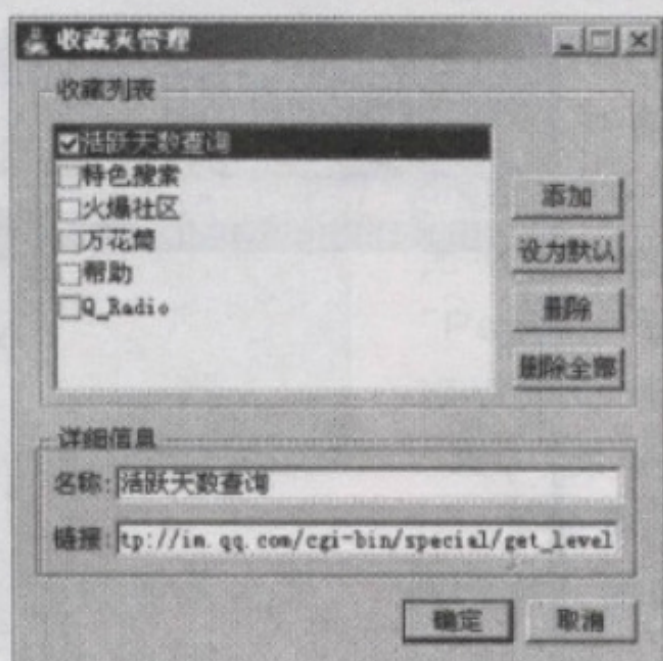 收藏夹管理
收藏列表
活跃天数查询
特色搜索
火爆社区
万花筒
帮助
Q_Radio
添加
设为默认
删除
删除全部
详细信息
名称: 活跃天数查询
链接: tp://im.qq.com/cgi-bin/special/get_level
确定
取消